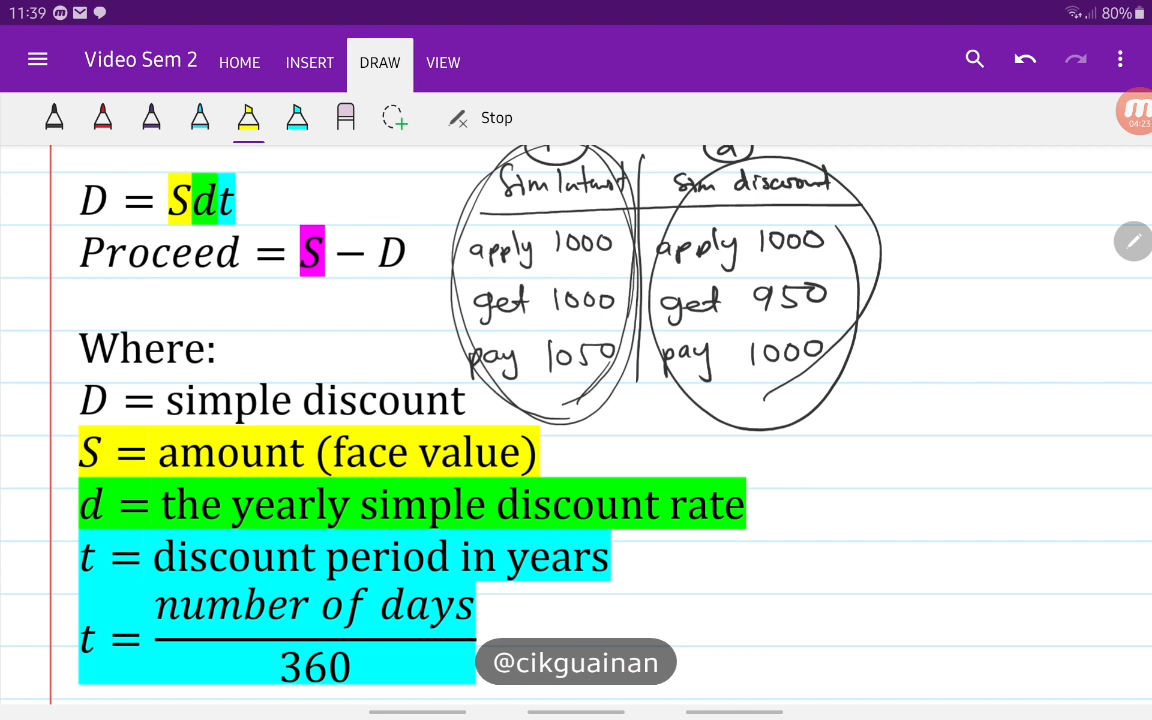 11:39 80%
Video Sem 2 HOME INSERT DRAW VIEW
Stop
04:23
D = Sdt
Proceed = S − D
Where:
D = simple discount
S = amount (face value)
d = the yearly simple discount rate
t = discount period in years
t = number of days
360
Sim discount
apply 1000 apply 1000
get 1000 get 950
pay 1050 pay 1000
@cikguainan